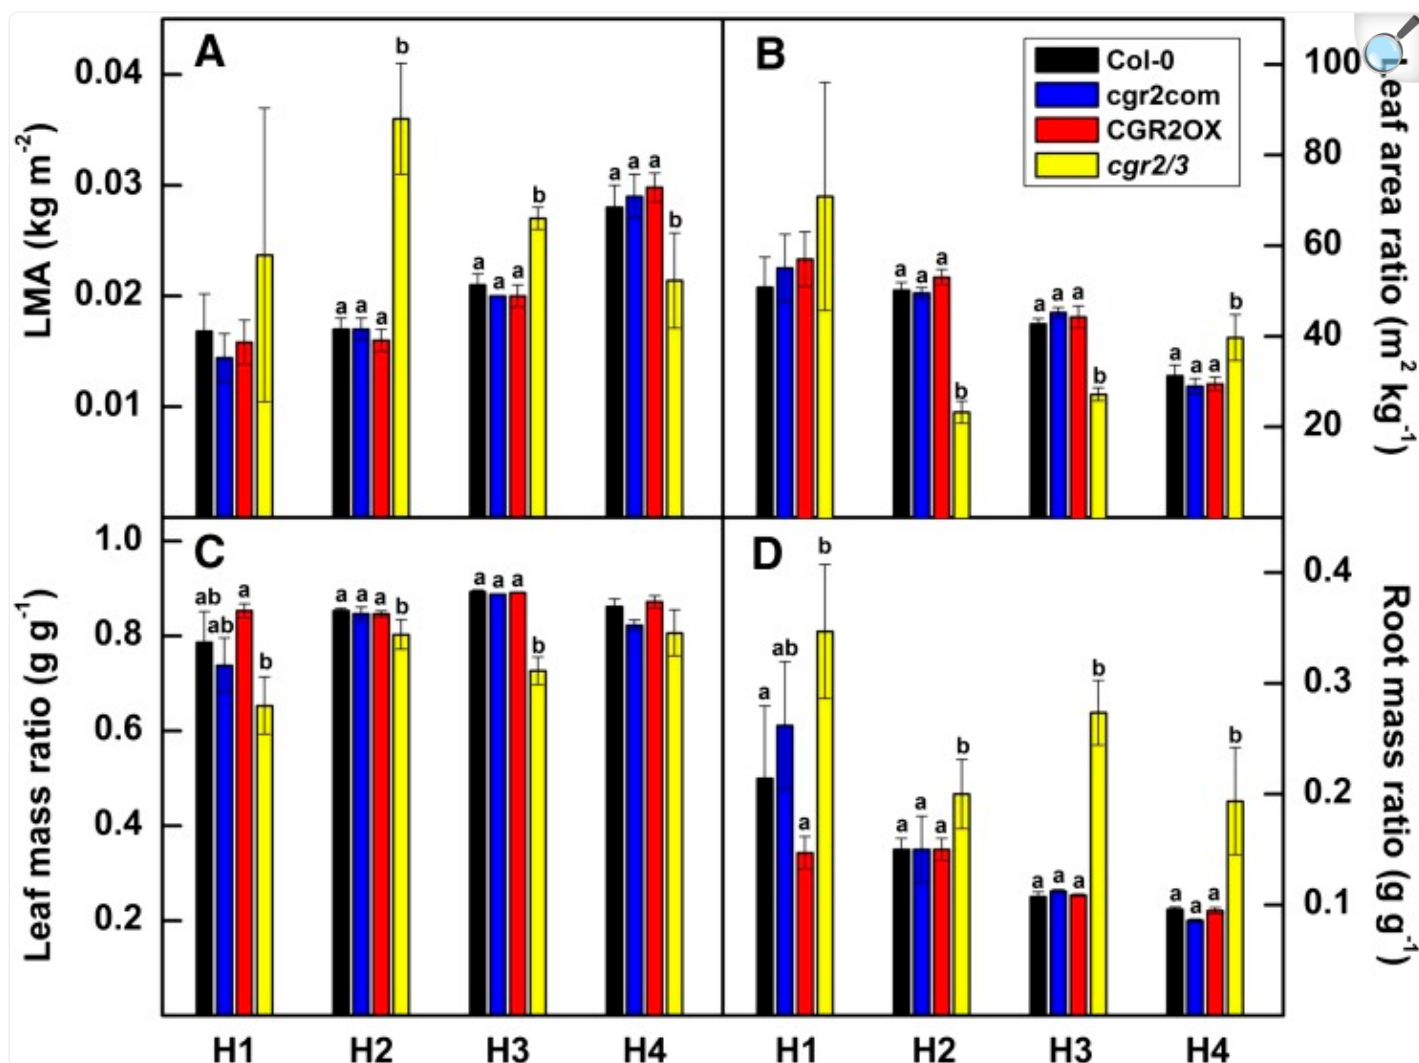 A
B
0.04
0.03
0.02
0.01
LMA (kg m⁻²)
b
a a a
a a a b
a a a b
Col-0
cgr2com
CGR2OX
cgr2/3
100
80
60
40
20
eaf area ratio (m² kg⁻¹)
a a a b
a a a b
a a a b
C
D
1.0
0.8
0.6
0.4
0.2
Leaf mass ratio (g g⁻¹)
ab ab a b
a a a b
a a a b
0.4
0.3
0.2
0.1
Root mass ratio (g g⁻¹)
a ab a b
a a a b
a a a b
a a a b
H1 H2 H3 H4 H1 H2 H3 H4